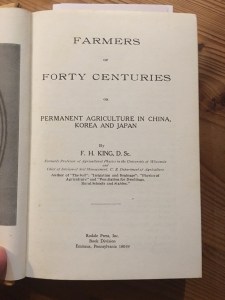 FARMERS
OF
FORTY CENTURIES
OR
PERMANENT AGRICULTURE IN CHINA,
KOREA AND JAPAN
By
F. H. KING, D. Sc.
Formerly Professor of Agricultural Physics in the University of Wisconsin
and
Chief of Division of Soil Management, U. S. Department of Agriculture
Author of "The Soil"; "Irrigation and Drainage"; "Physics of
Agriculture" and "Ventilation for Dwellings,
Rural Schools and Stables."
Rodale Press, Inc.
Book Division
Emmaus, Pennsylvania 18049